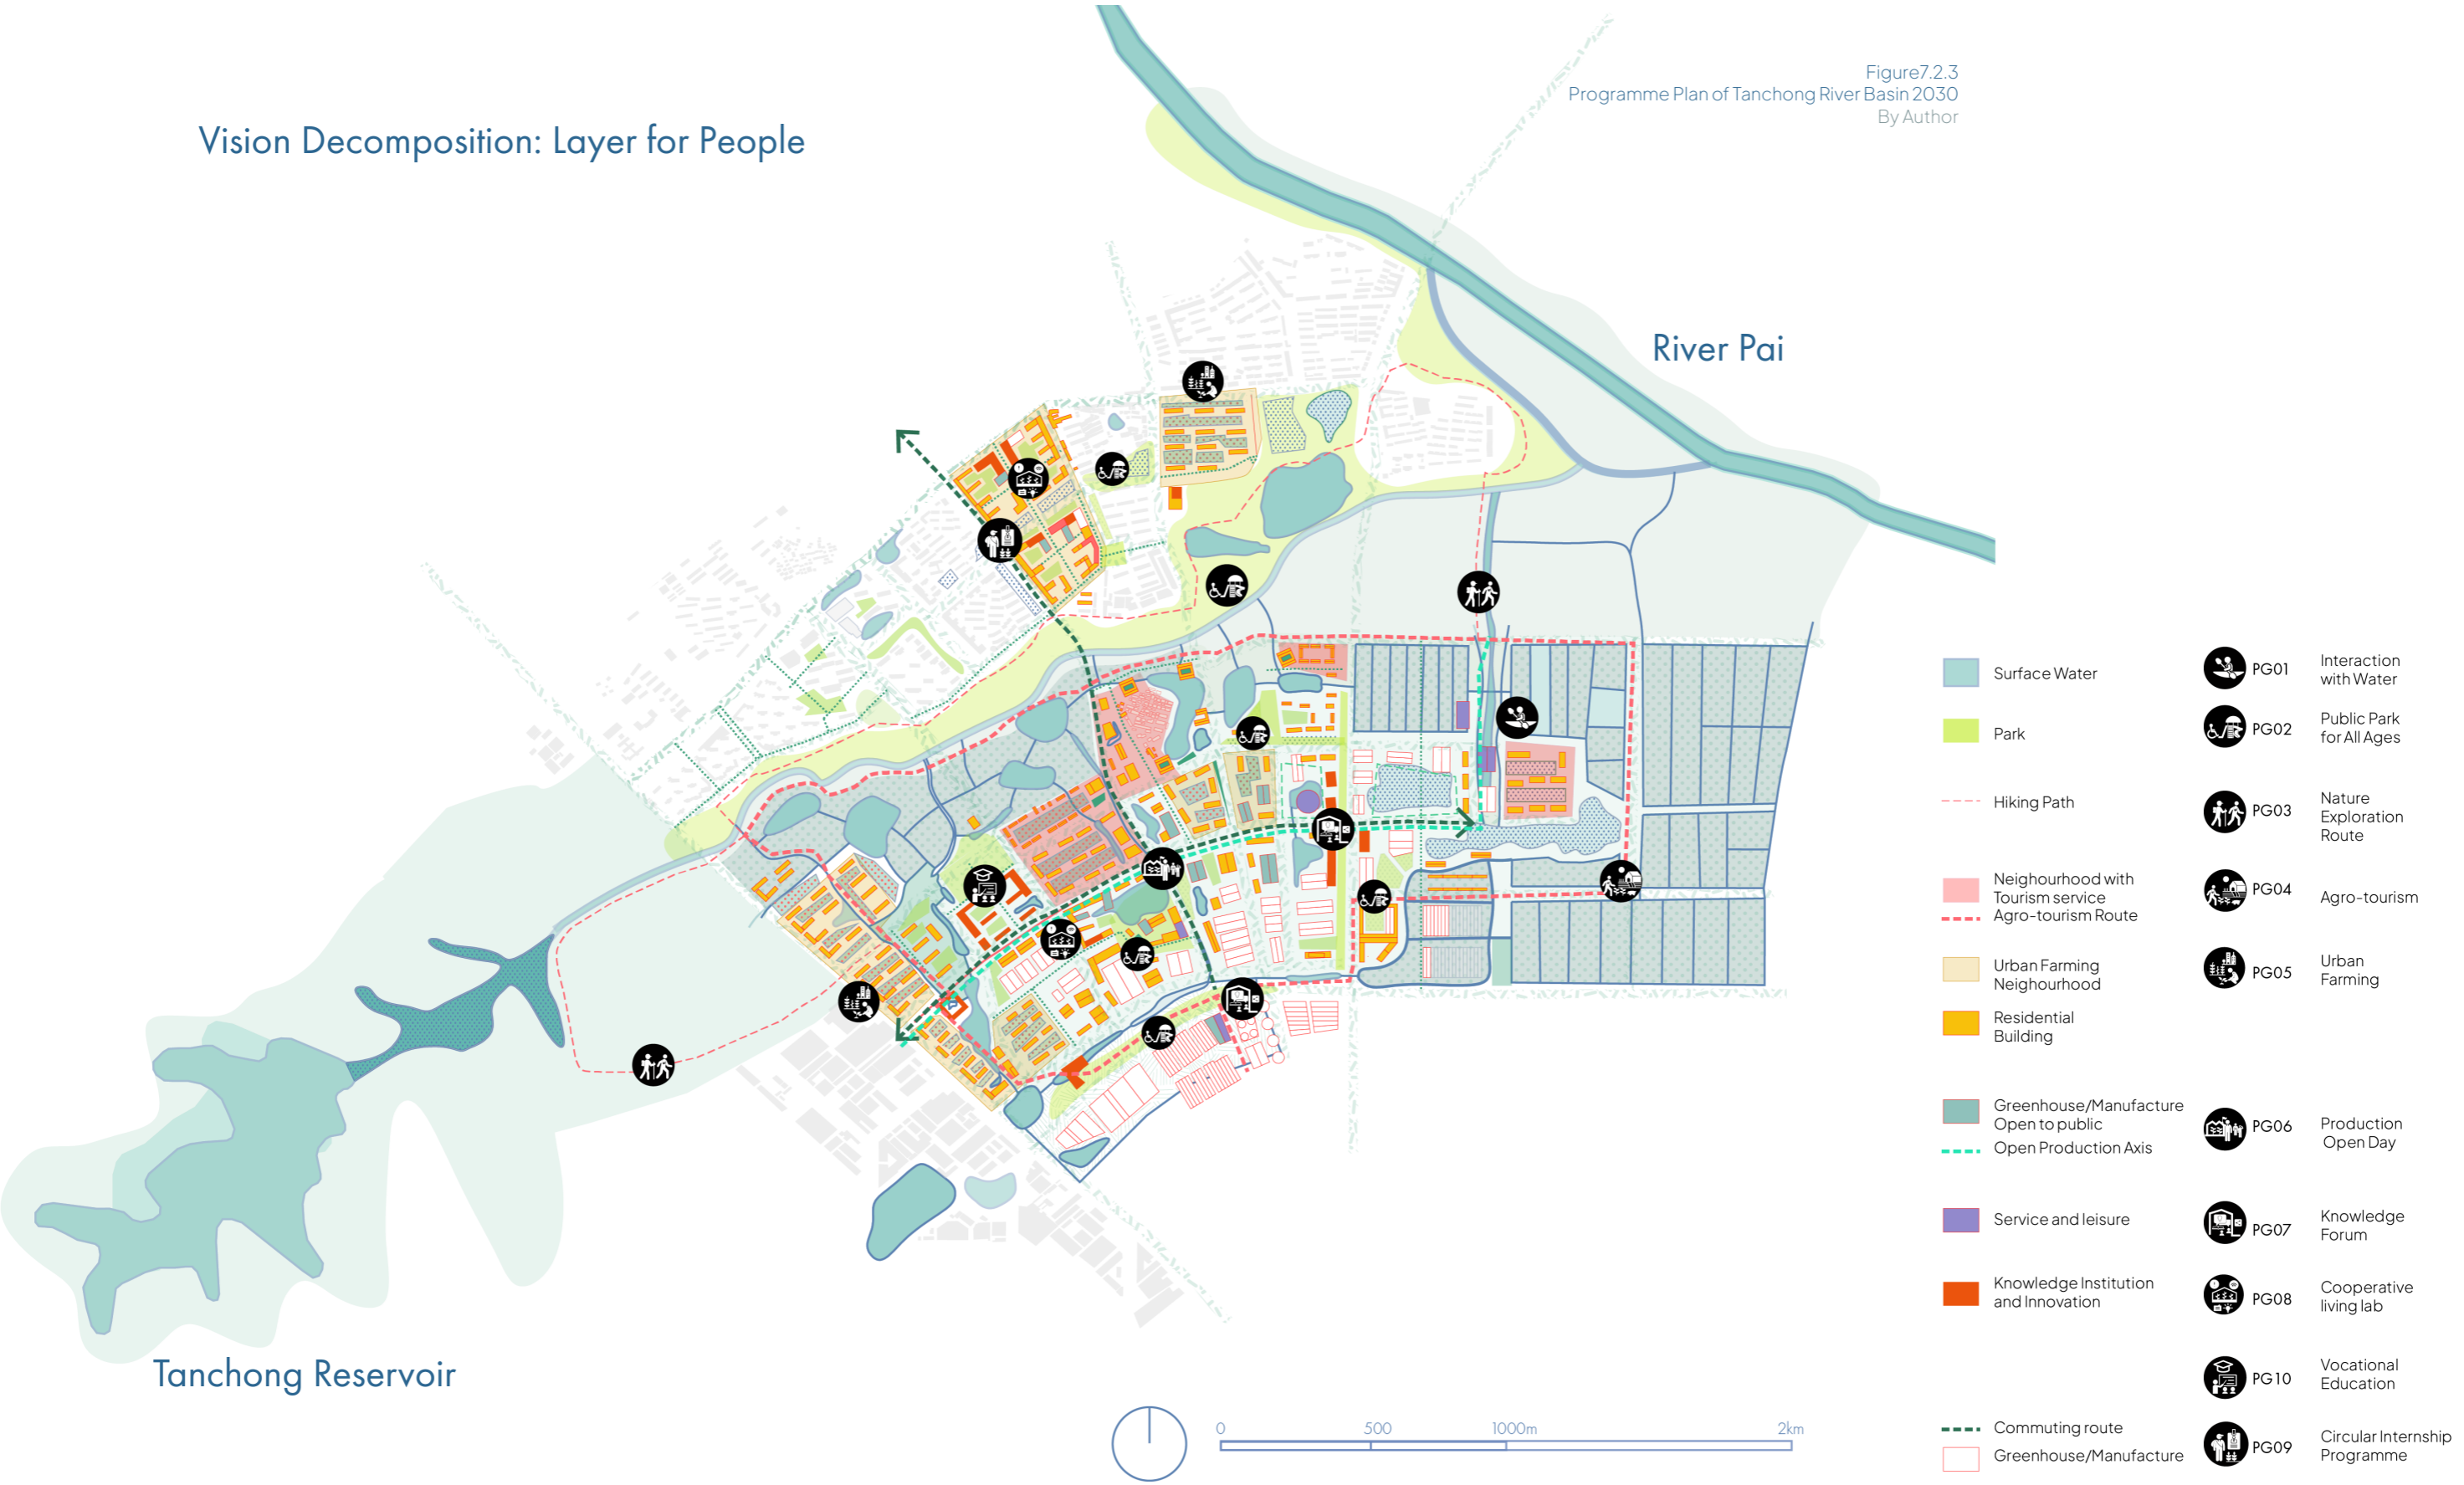 Figure7.2.3
Programme Plan of Tanchong River Basin 2030
By Author
Vision Decomposition: Layer for People
River Pai
Tanchong Reservoir
Surface Water
Park
Hiking Path
Neighourhood with
Tourism service
Agro-tourism Route
Urban Farming
Neighourhood
Residential
Building
Greenhouse/Manufacture
Open to public
Open Production Axis
Service and leisure
Knowledge Institution
and Innovation
Commuting route
Greenhouse/Manufacture
PG01
Interaction
with Water
PG02
Public Park
for All Ages
PG03
Nature
Exploration
Route
PG04
Agro-tourism
PG05
Urban
Farming
PG06
Production
Open Day
PG07
Knowledge
Forum
PG08
Cooperative
living lab
PG10
Vocational
Education
PG09
Circular Internship
Programme
0
500
1000m
2km